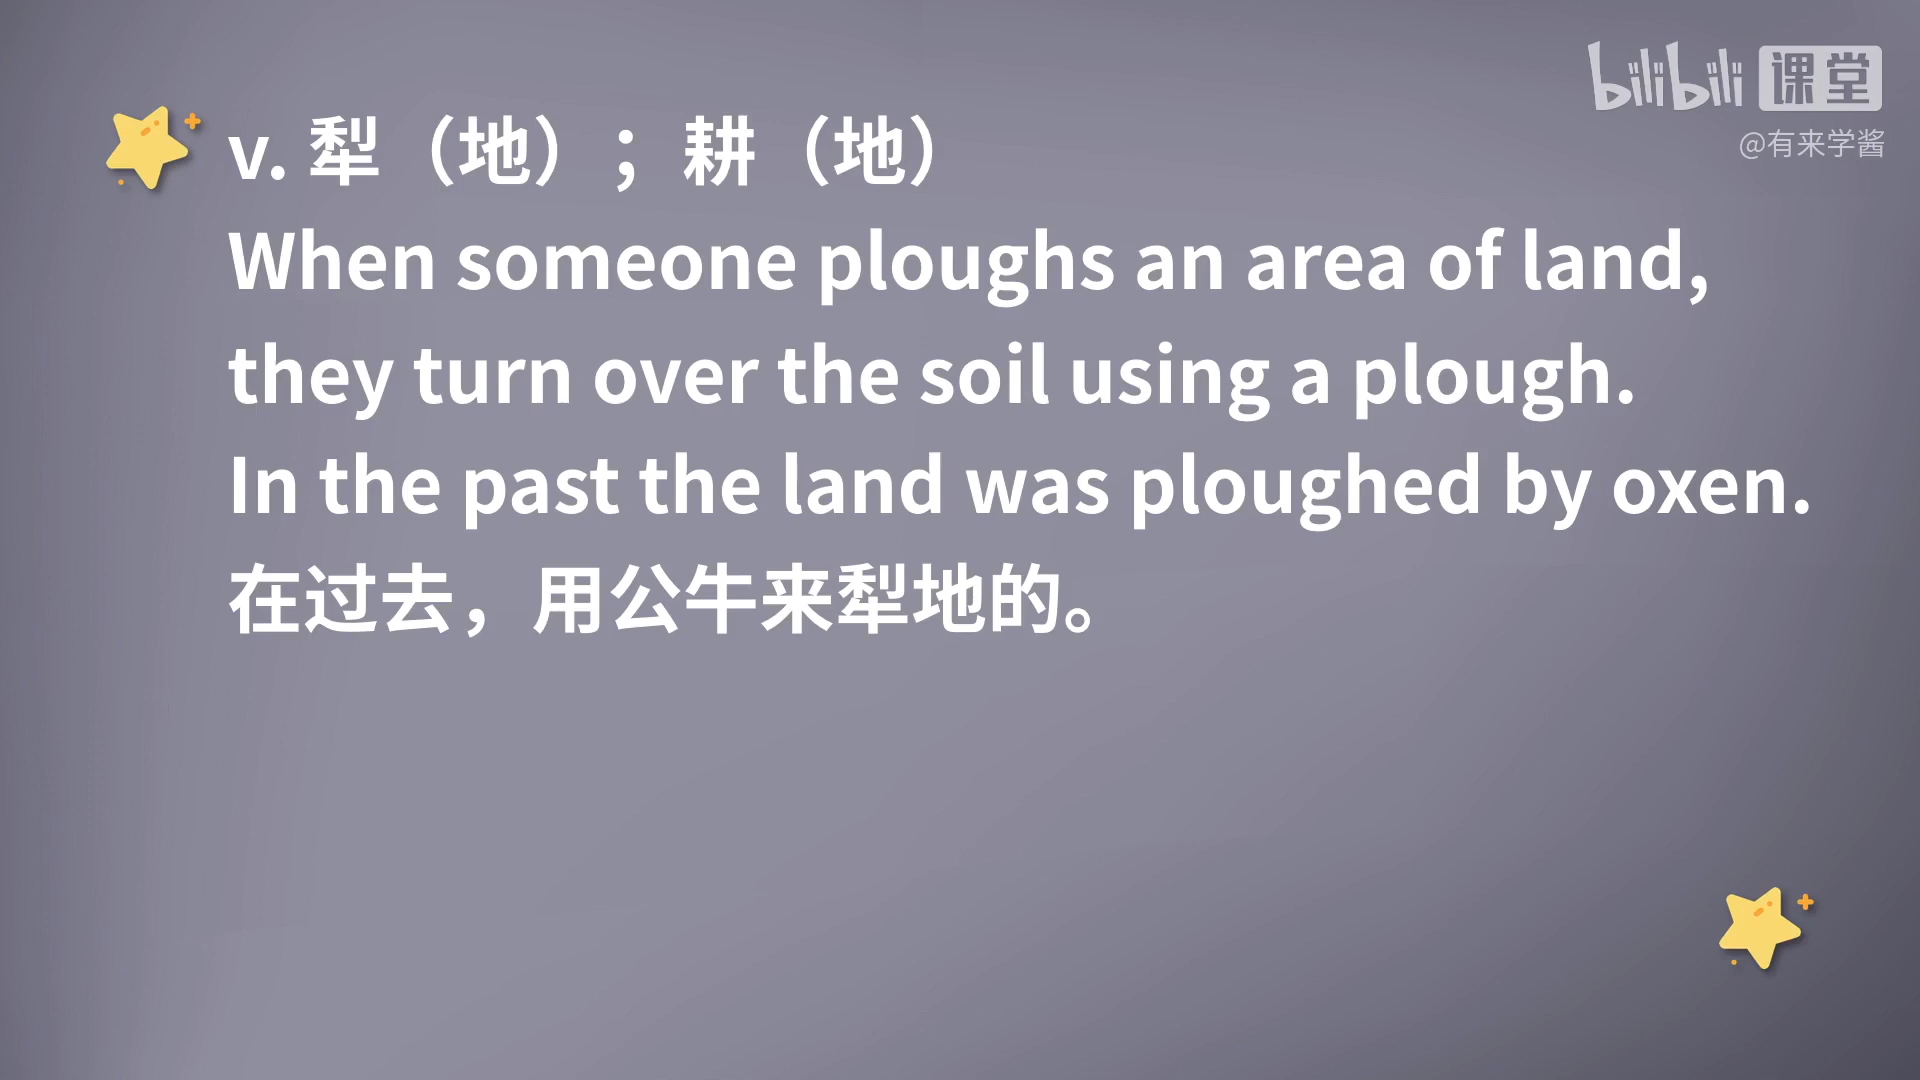 bilibili 课堂
@有来学酱
v. 犁（地）；耕（地）
When someone ploughs an area of land,
they turn over the soil using a plough.
In the past the land was ploughed by oxen.
在过去，用公牛来犁地的。